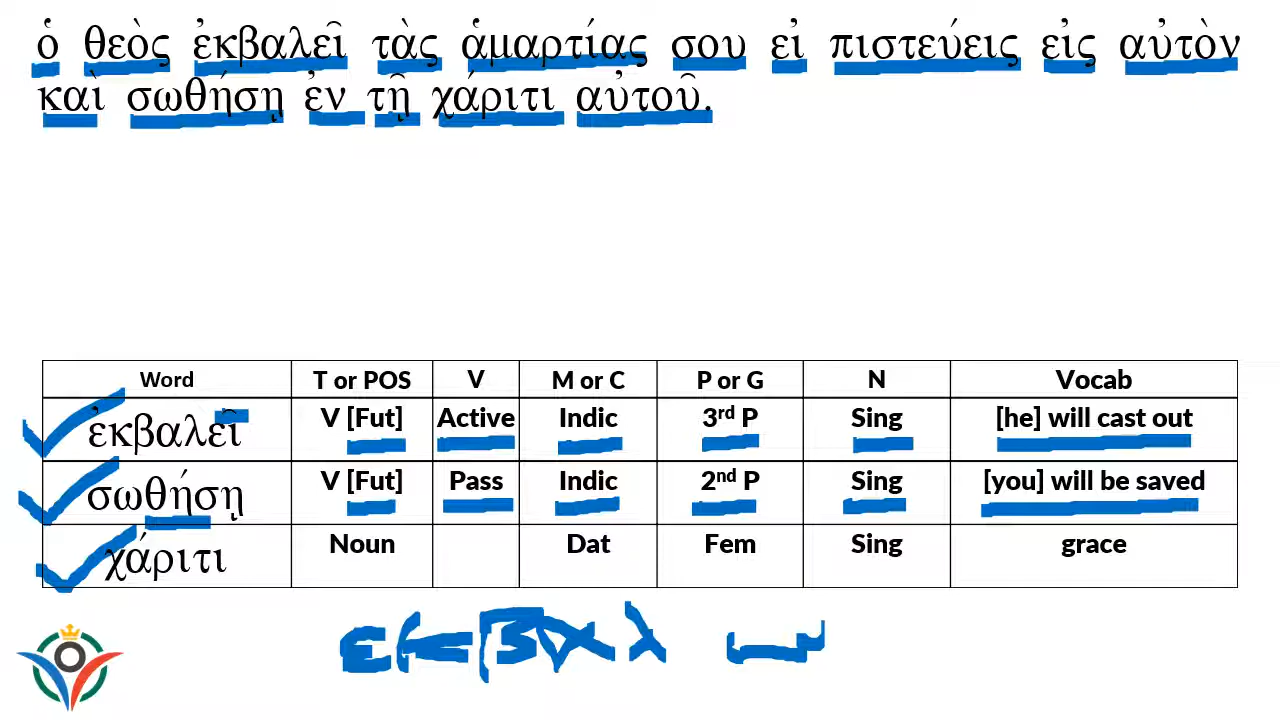 ὁ θεὸς ἐκβαλεῖ τὰς ἁμαρτίας σου εἰ πιστεύεις εἰς αὐτὸν
καὶ σωθήσῃ ἐν τῇ χάριτι αὐτοῦ.
Word T or POS V M or C P or G N Vocab
ἐκβαλεῖ V [Fut] Active Indic 3rd P Sing [he] will cast out
σωθήσῃ V [Fut] Pass Indic 2nd P Sing [you] will be saved
χάριτι Noun Dat Fem Sing grace
εκβαλ